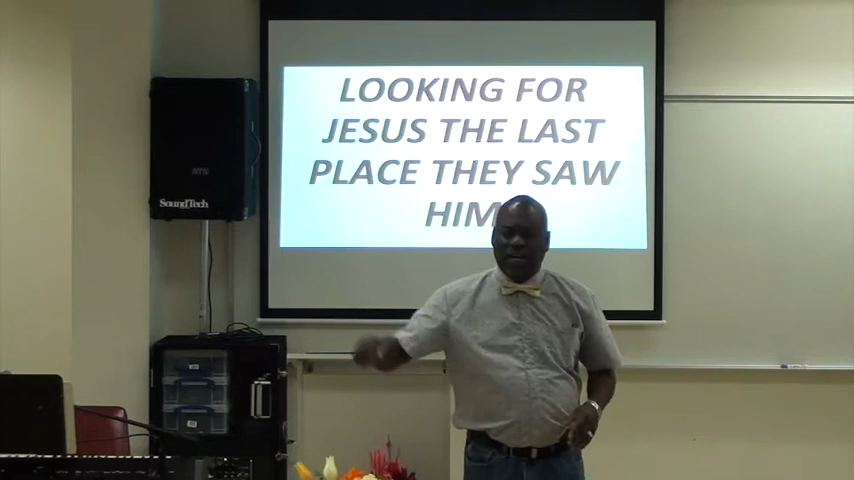 LOOKING FOR
JESUS THE LAST
PLACE THEY SAW
HIM
SoundTech